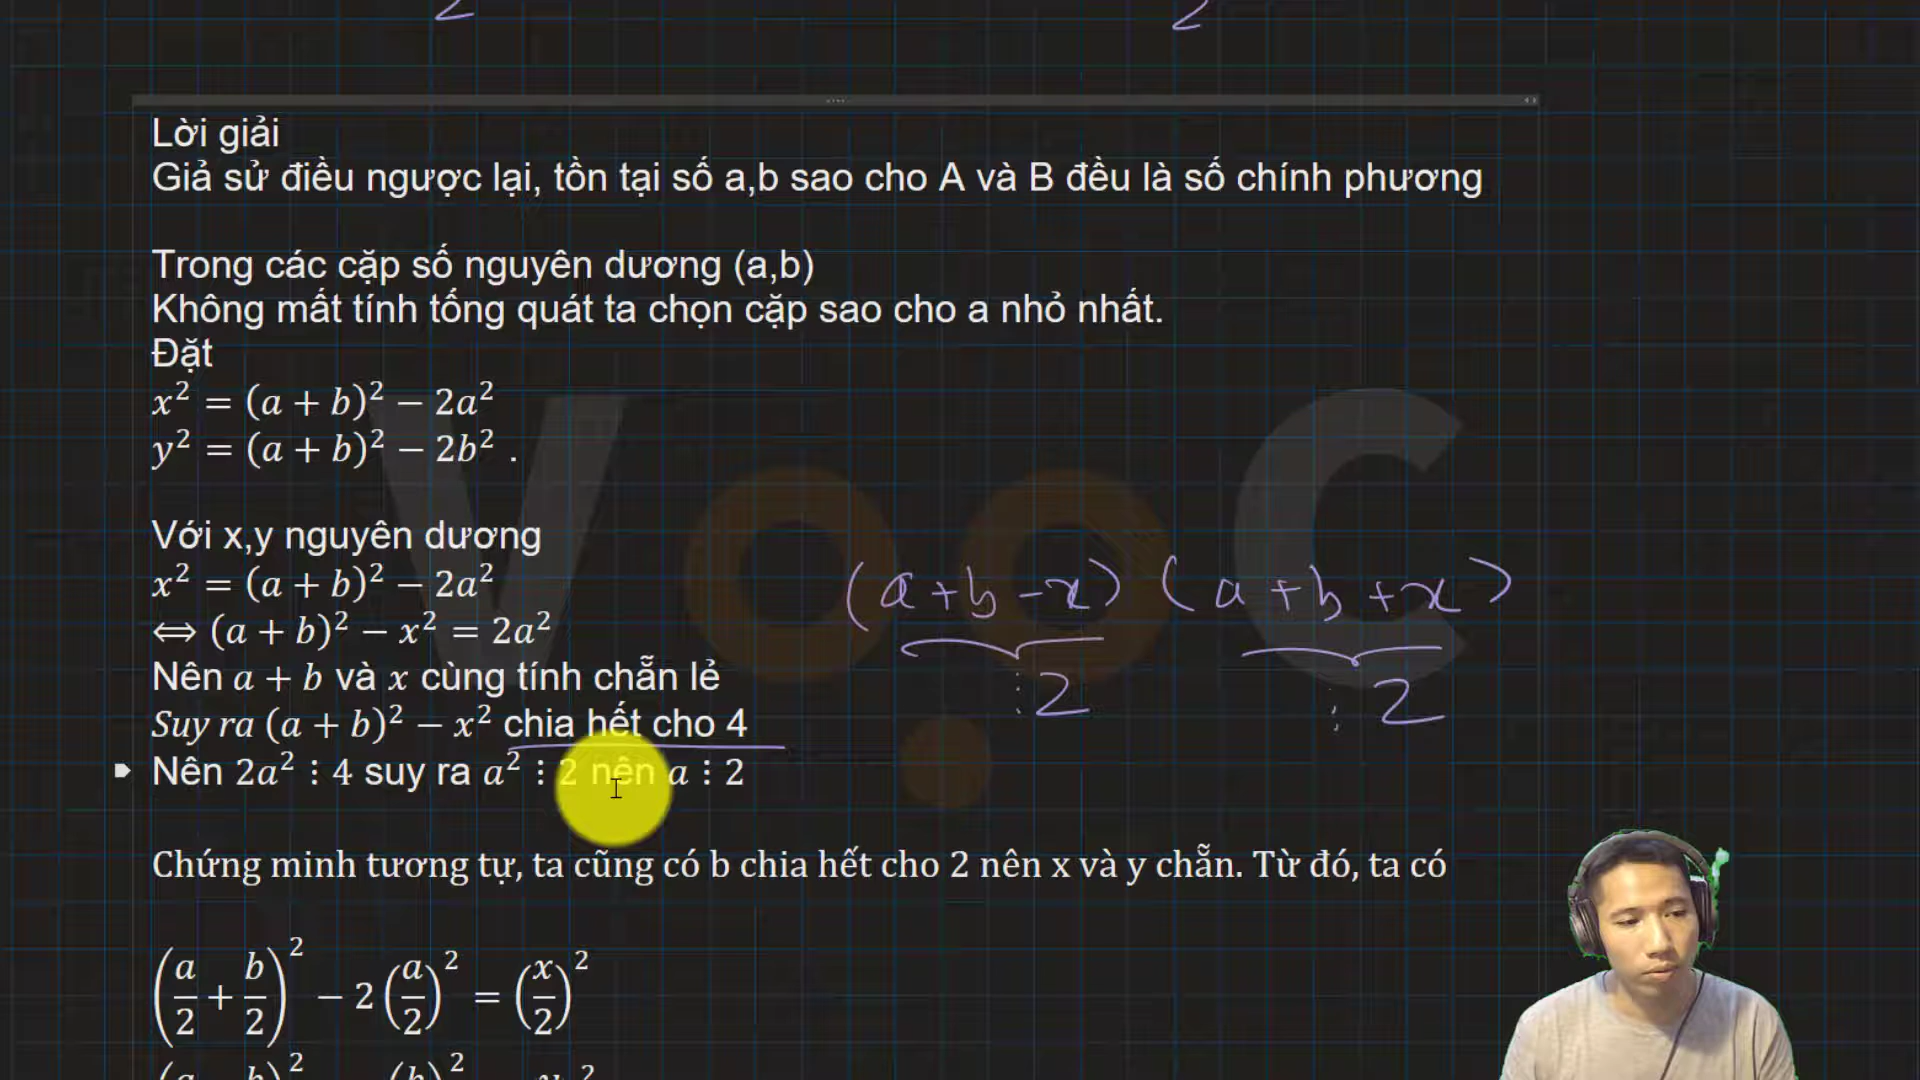 2 2
Lời giải
Giả sử điều ngược lại, tồn tại số a,b sao cho A và B đều là số chính phương
Trong các cặp số nguyên dương (a,b)
Không mất tính tổng quát ta chọn cặp sao cho a nhỏ nhất.
Đặt
x² = (a + b)² − 2a²
y² = (a + b)² − 2b² .
Với x,y nguyên dương
x² = (a + b)² − 2a²
⟺ (a + b)² − x² = 2a²
Nên a + b và x cùng tính chẵn lẻ
Suy ra (a + b)² − x² chia hết cho 4
Nên 2a² ⋮ 4 suy ra a² ⋮ 2 nên a ⋮ 2
(a+b-x) (a+b+x)
⋮ 2 ⋮ 2
Chứng minh tương tự, ta cũng có b chia hết cho 2 nên x và y chẵn. Từ đó, ta có
(a/2 + b/2)² − 2(a/2)² = (x/2)²
VOOC